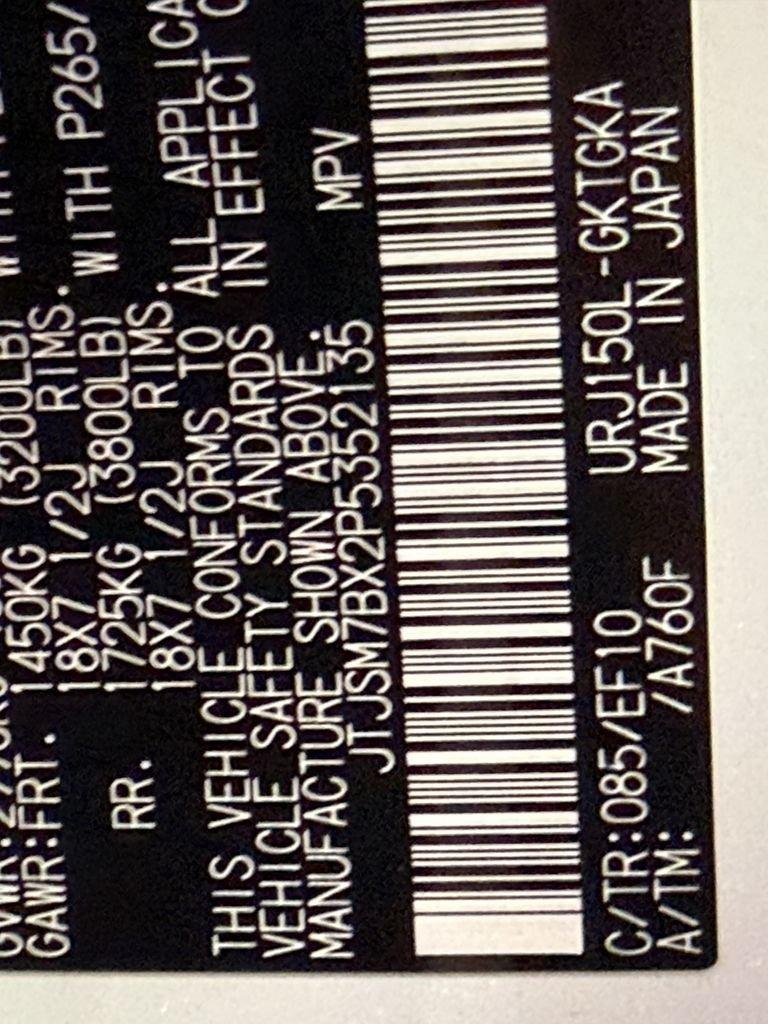 GAWR:FRT. 1450KG (3200LB)
18X7 1/2J RIMS.
WITH P265/
RR. 1725KG (3800LB)
18X7 1/2J RIMS.
THIS VEHICLE CONFORMS TO ALL APPLICA
VEHICLE SAFETY STANDARDS IN EFFECT
MANUFACTURE SHOWN ABOVE.
JTJSM7BX2P5352135 MPV
C/TR:085/EF10 URJ150L-GKTGKA
A/TM: /A760F MADE IN JAPAN